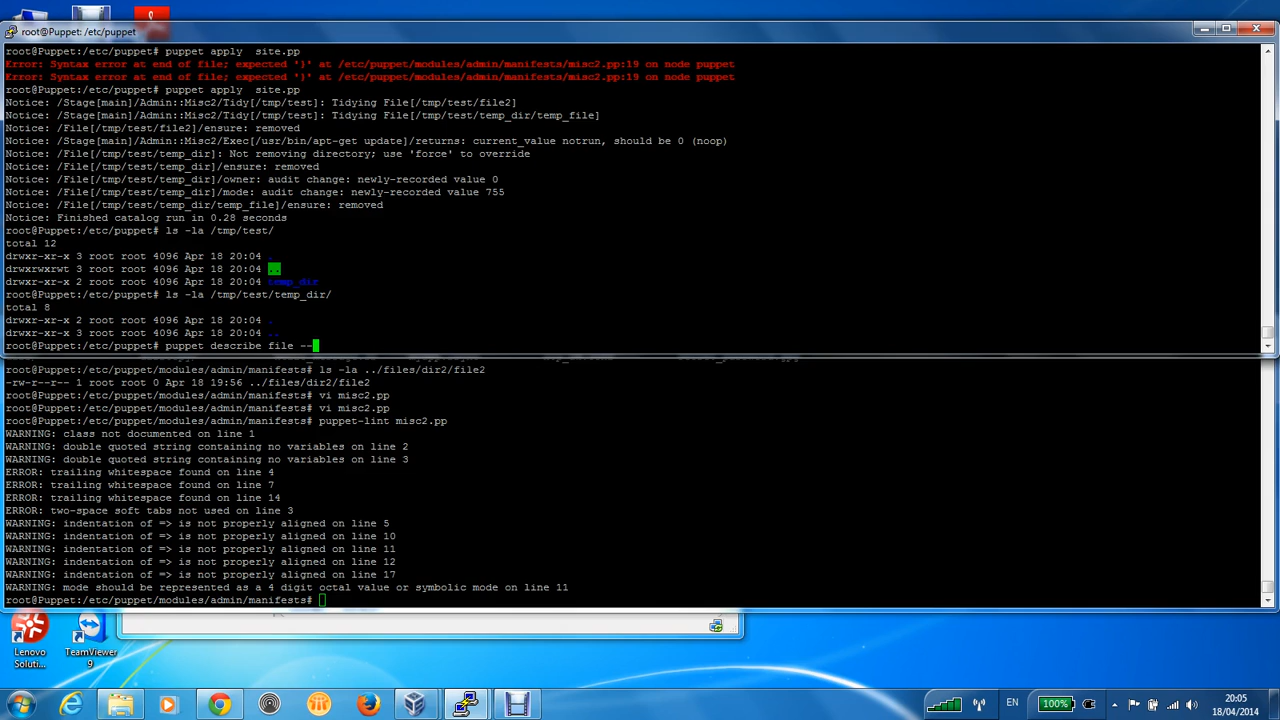 root@Puppet: /etc/puppet
root@Puppet:/etc/puppet# puppet apply  site.pp
Error: Syntax error at end of file; expected '}' at /etc/puppet/modules/admin/manifests/misc2.pp:19 on node puppet
Error: Syntax error at end of file; expected '}' at /etc/puppet/modules/admin/manifests/misc2.pp:19 on node puppet
root@Puppet:/etc/puppet# puppet apply  site.pp
Notice: /Stage[main]/Admin::Misc2/Tidy[/tmp/test]: Tidying File[/tmp/test/file2]
Notice: /Stage[main]/Admin::Misc2/Tidy[/tmp/test]: Tidying File[/tmp/test/temp_dir/temp_file]
Notice: /File[/tmp/test/file2]/ensure: removed
Notice: /Stage[main]/Admin::Misc2/Exec[/usr/bin/apt-get update]/returns: current_value notrun, should be 0 (noop)
Notice: /File[/tmp/test/temp_dir]: Not removing directory; use 'force' to override
Notice: /File[/tmp/test/temp_dir]/ensure: removed
Notice: /File[/tmp/test/temp_dir]/owner: audit change: newly-recorded value 0
Notice: /File[/tmp/test/temp_dir]/mode: audit change: newly-recorded value 755
Notice: /File[/tmp/test/temp_dir/temp_file]/ensure: removed
Notice: Finished catalog run in 0.28 seconds
root@Puppet:/etc/puppet# ls -la /tmp/test/
total 12
drwxr-xr-x 3 root root 4096 Apr 18 20:04 .
drwxrwxrwt 3 root root 4096 Apr 18 20:04 ..
drwxr-xr-x 2 root root 4096 Apr 18 20:04 temp_dir
root@Puppet:/etc/puppet# ls -la /tmp/test/temp_dir/
total 8
drwxr-xr-x 2 root root 4096 Apr 18 20:04 .
drwxr-xr-x 3 root root 4096 Apr 18 20:04 ..
root@Puppet:/etc/puppet# puppet describe file --
root@Puppet:/etc/puppet/modules/admin/manifests# ls -la ../files/dir2/file2
-rw-r--r-- 1 root root 0 Apr 18 19:56 ../files/dir2/file2
root@Puppet:/etc/puppet/modules/admin/manifests# vi misc2.pp
root@Puppet:/etc/puppet/modules/admin/manifests# vi misc2.pp
root@Puppet:/etc/puppet/modules/admin/manifests# puppet-lint misc2.pp
WARNING: class not documented on line 1
WARNING: double quoted string containing no variables on line 2
WARNING: double quoted string containing no variables on line 3
ERROR: trailing whitespace found on line 4
ERROR: trailing whitespace found on line 7
ERROR: trailing whitespace found on line 14
ERROR: two-space soft tabs not used on line 3
WARNING: indentation of => is not properly aligned on line 5
WARNING: indentation of => is not properly aligned on line 10
WARNING: indentation of => is not properly aligned on line 11
WARNING: indentation of => is not properly aligned on line 12
WARNING: indentation of => is not properly aligned on line 17
WARNING: mode should be represented as a 4 digit octal value or symbolic mode on line 11
root@Puppet:/etc/puppet/modules/admin/manifests#
Lenovo
Soluti...
TeamViewer
9
EN
100%
20:05
18/04/2014